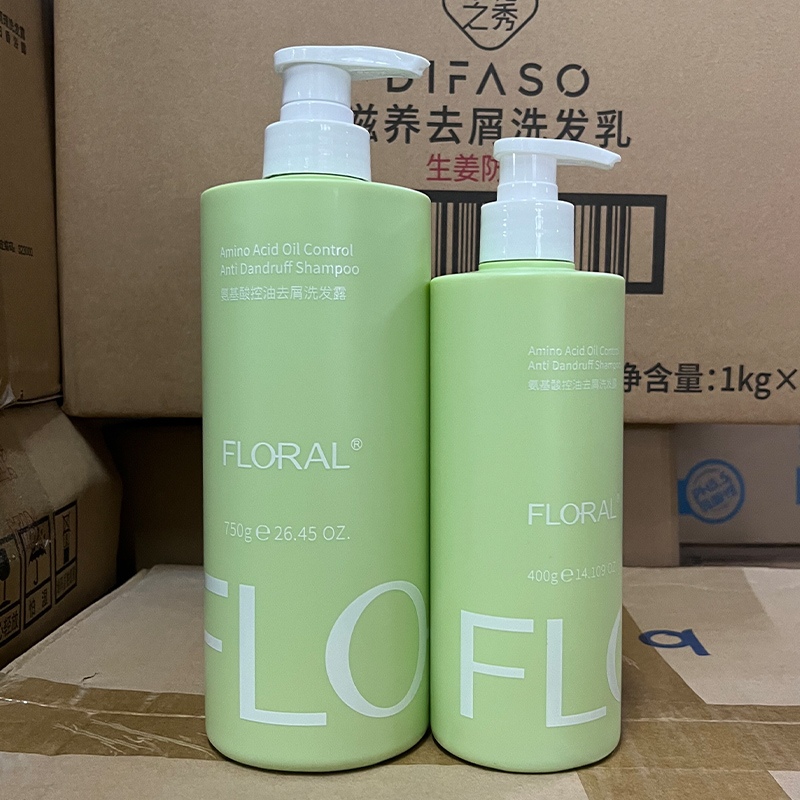 之秀
DIFASO
滋养去屑洗发乳
生姜防
净含量:1kg×
Amino Acid Oil Control
Anti Dandruff Shampoo
氨基酸控油去屑洗发露
FLORAL®
750g e 26.45 OZ.
FLO
Amino Acid Oil Control
Anti Dandruff Shampoo
氨基酸控油去屑洗发露
FLORAL®
400g e 14.109 OZ.
FLO
恒温